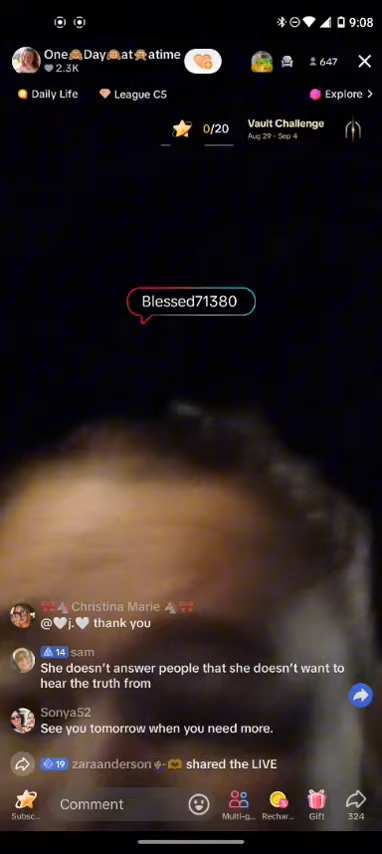 9:08
One🙈Day🙈at🙈atime
2.3K
647
Daily Life
League C5
Explore >
0/20
Vault Challenge
Aug 29 - Sep 4
Blessed71380
Christina Marie
@🤍j.🤍 thank you
14 sam
She doesn't answer people that she doesn't want to
hear the truth from
Sonya52
See you tomorrow when you need more.
19 zaraanderson shared the LIVE
Comment
Subsc...
Multi-g...
Rechar...
Gift
324